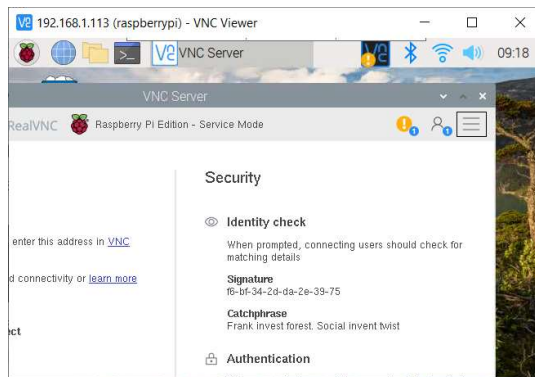 192.168.1.113 (raspberrypi) - VNC Viewer
VNC Server
09:18
VNC Server
RealVNC Raspberry Pi Edition - Service Mode
1 1
Security
Identity check
enter this address in VNC
When prompted, connecting users should check for
matching details
d connectivity or learn more
Signature
f6-bf-34-2d-da-2e-39-75
Catchphrase
Frank invest forest. Social invent twist
ect
Authentication